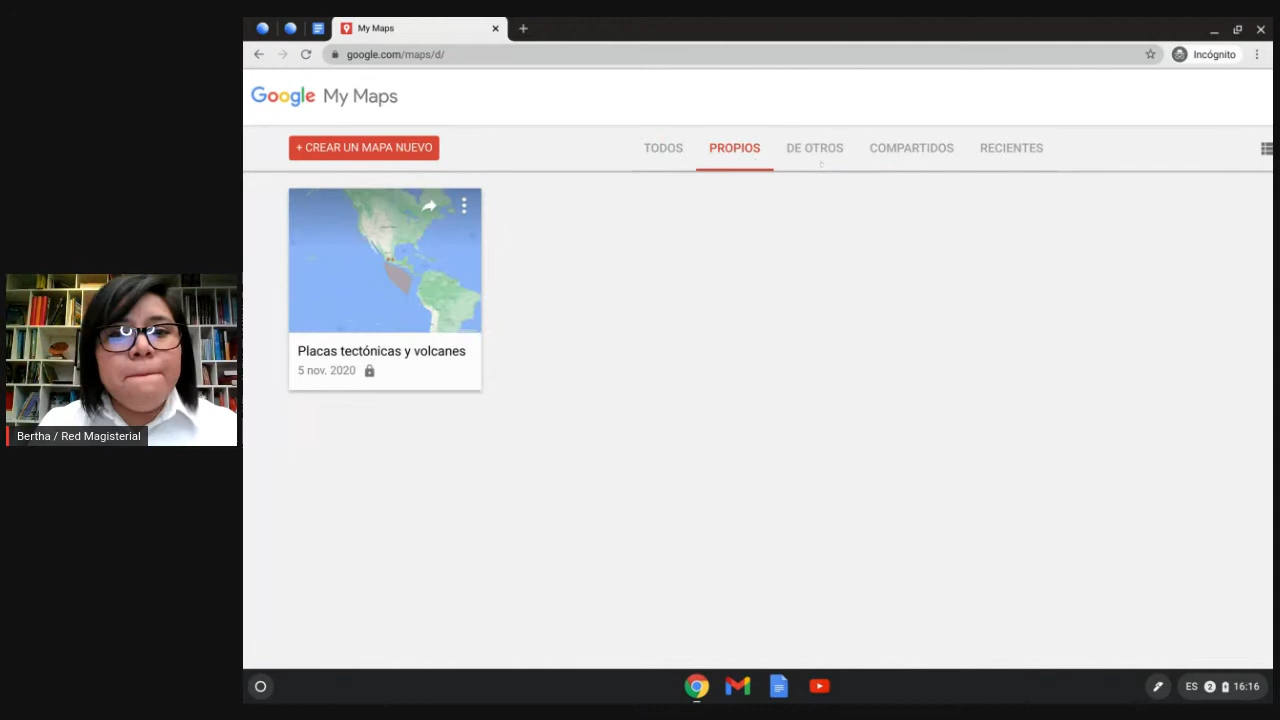 My Maps
google.com/maps/d/
Incógnito
Google My Maps
+ CREAR UN MAPA NUEVO
TODOS
PROPIOS
DE OTROS
COMPARTIDOS
RECIENTES
Placas tectónicas y volcanes
5 nov. 2020
Bertha / Red Magisterial
ES
2
16:16